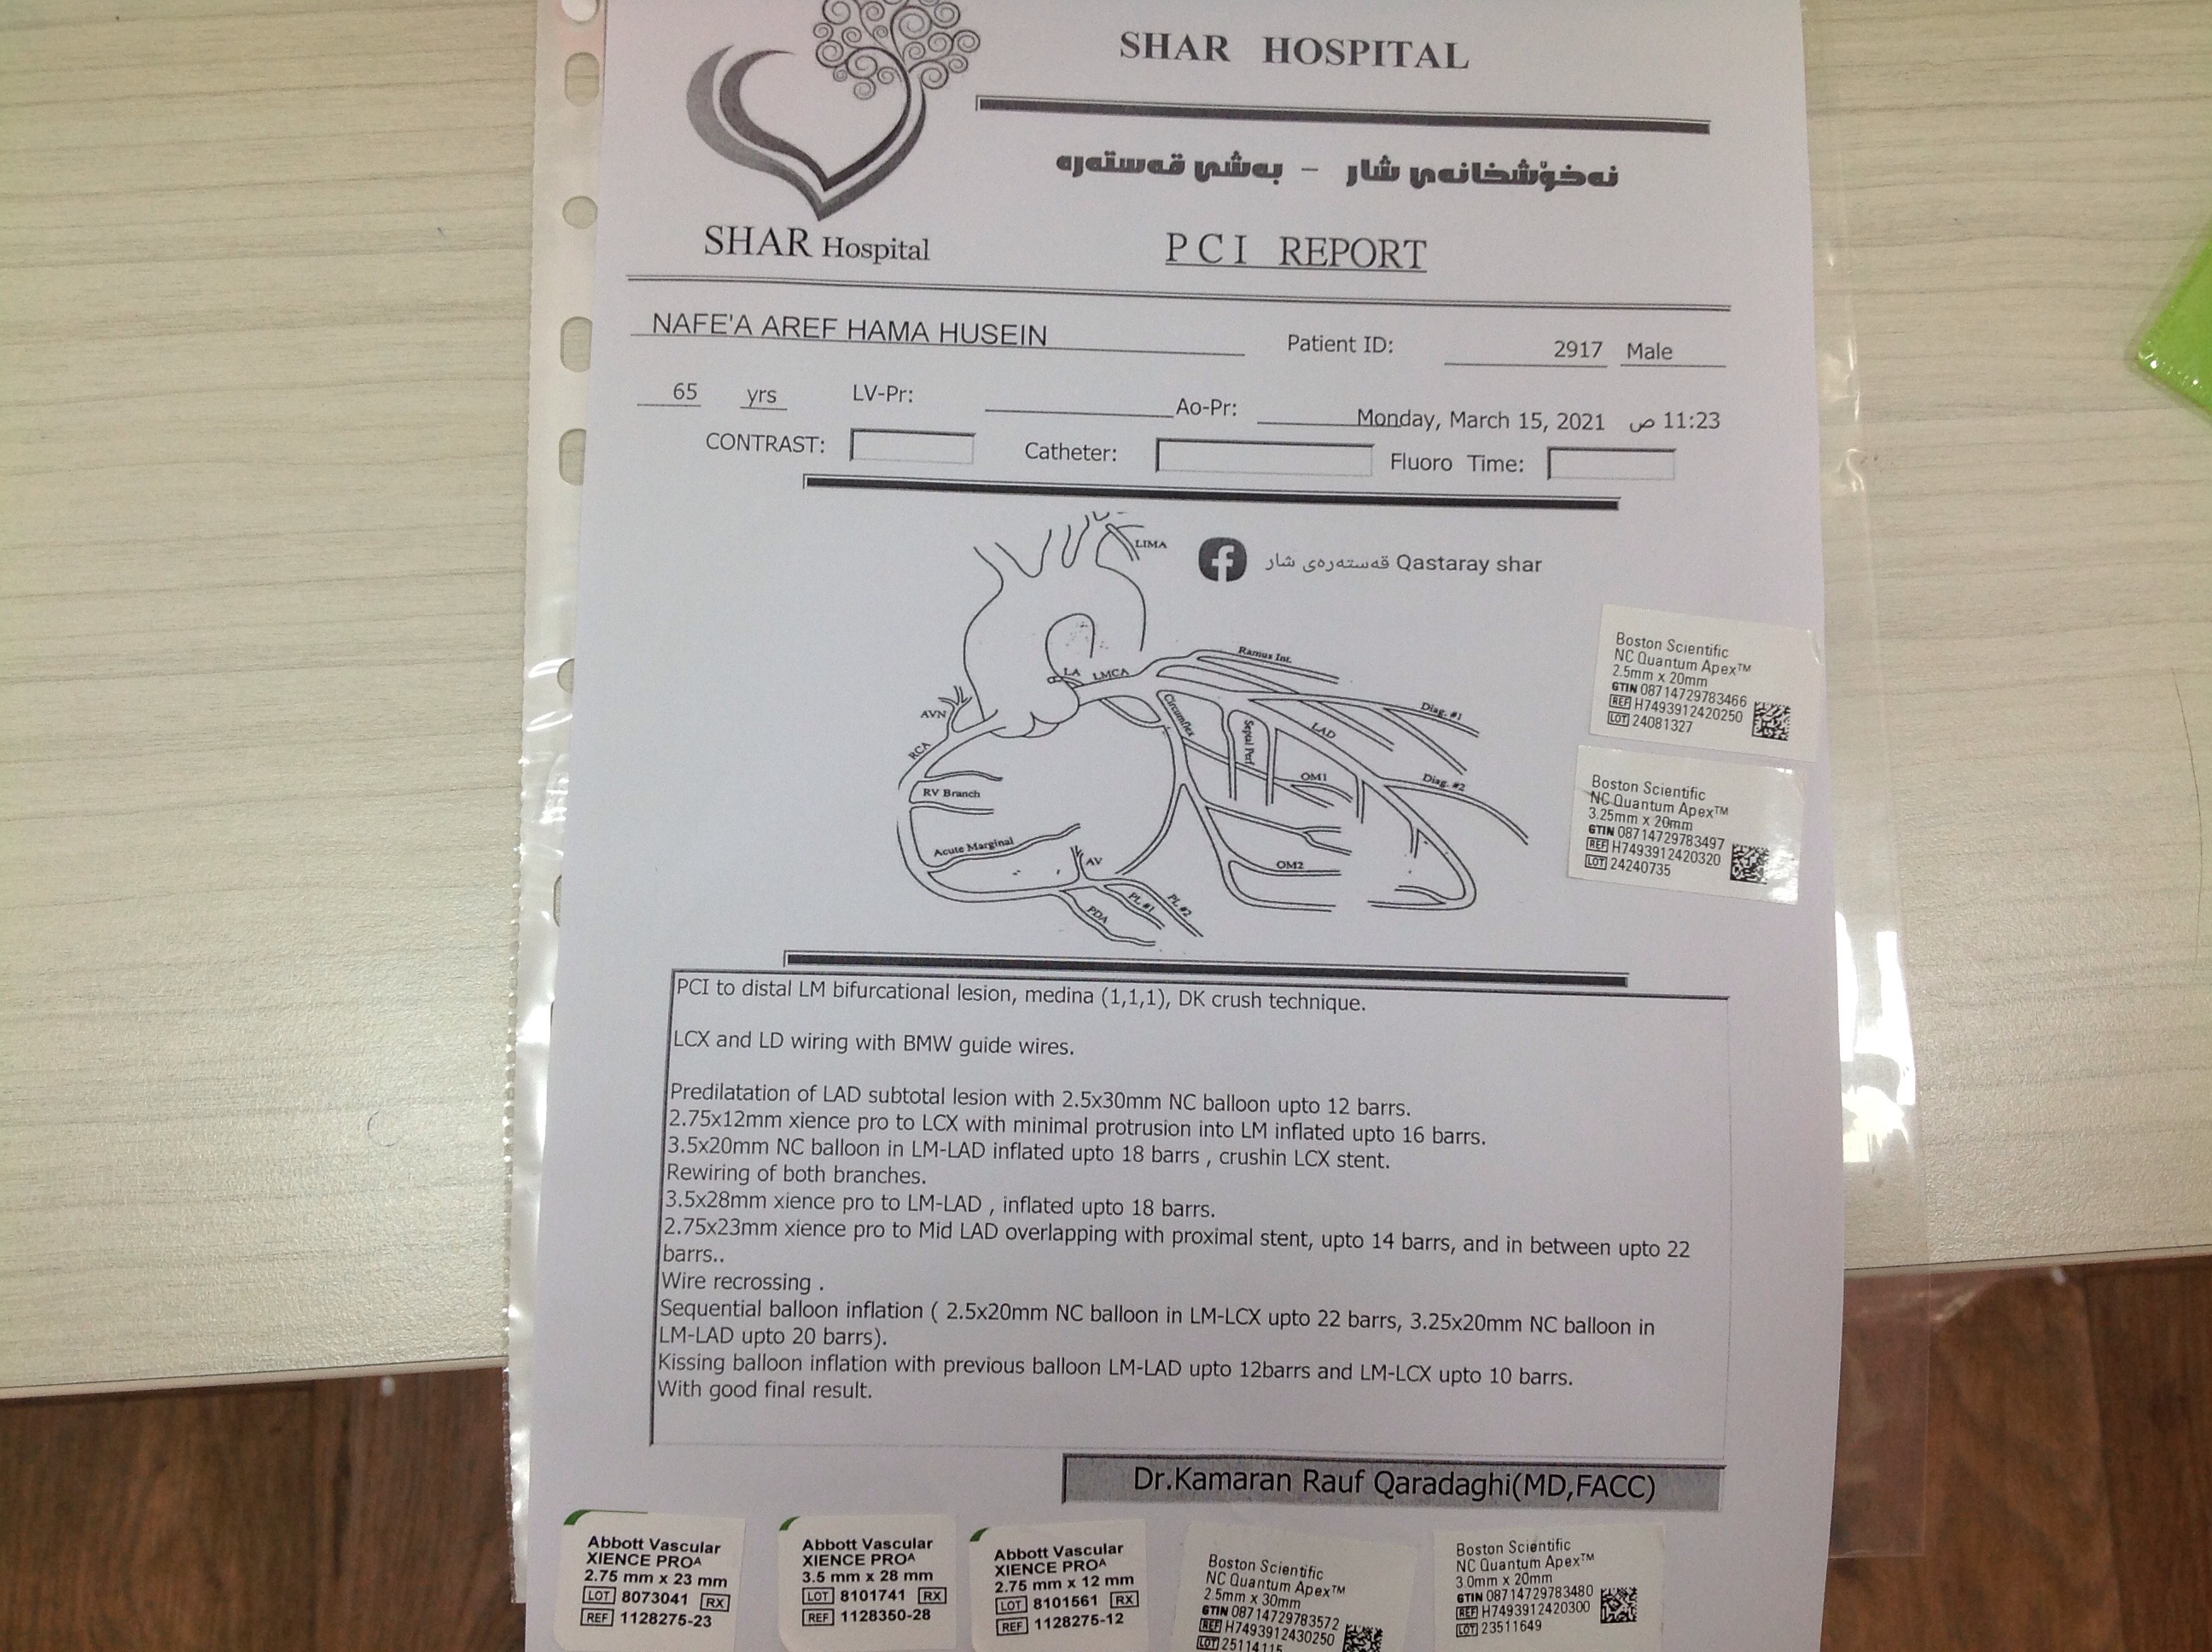 SHAR HOSPITAL
نەخۆشخانەی شار - بەشی قەستەرە
SHAR Hospital
PCI REPORT
NAFE'A AREF HAMA HUSEIN Patient ID: 2917 Male
65 yrs LV-Pr: Ao-Pr: Monday, March 15, 2021 ص 11:23
CONTRAST: Catheter: Fluoro Time:
LIMA
قەستەرەی شار Qastaray shar
Ramus Int.
LA LMCA
AVN
Circumflex
Diag. #1
RCA
Sepal Perf.
LAD
OM1
Diag. #2
RV Branch
Acute Marginal
AV
OM2
PL #1
PL #2
PDA
Boston Scientific
NC Quantum Apex™
2.5mm x 20mm
GTIN 08714729783466
REF H7493912420250
LOT 24081327
Boston Scientific
NC Quantum Apex™
3.25mm x 20mm
GTIN 08714729783497
REF H7493912420320
LOT 24240735
PCI to distal LM bifurcational lesion, medina (1,1,1), DK crush technique.
LCX and LD wiring with BMW guide wires.
Predilatation of LAD subtotal lesion with 2.5x30mm NC balloon upto 12 barrs.
2.75x12mm xience pro to LCX with minimal protrusion into LM inflated upto 16 barrs.
3.5x20mm NC balloon in LM-LAD inflated upto 18 barrs , crushin LCX stent.
Rewiring of both branches.
3.5x28mm xience pro to LM-LAD , inflated upto 18 barrs.
2.75x23mm xience pro to Mid LAD overlapping with proximal stent, upto 14 barrs, and in between upto 22
barrs..
Wire recrossing .
Sequential balloon inflation ( 2.5x20mm NC balloon in LM-LCX upto 22 barrs, 3.25x20mm NC balloon in
LM-LAD upto 20 barrs).
Kissing balloon inflation with previous balloon LM-LAD upto 12barrs and LM-LCX upto 10 barrs.
With good final result.
Dr.Kamaran Rauf Qaradaghi(MD,FACC)
Abbott Vascular
XIENCE PROᴬ
2.75 mm x 23 mm
LOT 8073041 RX
REF 1128275-23
Abbott Vascular
XIENCE PROᴬ
3.5 mm x 28 mm
LOT 8101741 RX
REF 1128350-28
Abbott Vascular
XIENCE PROᴬ
2.75 mm x 12 mm
LOT 8101561 RX
REF 1128275-12
Boston Scientific
NC Quantum Apex™
2.5mm x 30mm
GTIN 08714729783572
REF H7493912430250
LOT 25114115
Boston Scientific
NC Quantum Apex™
3.0mm x 20mm
GTIN 08714729783480
REF H7493912420300
LOT 23511649